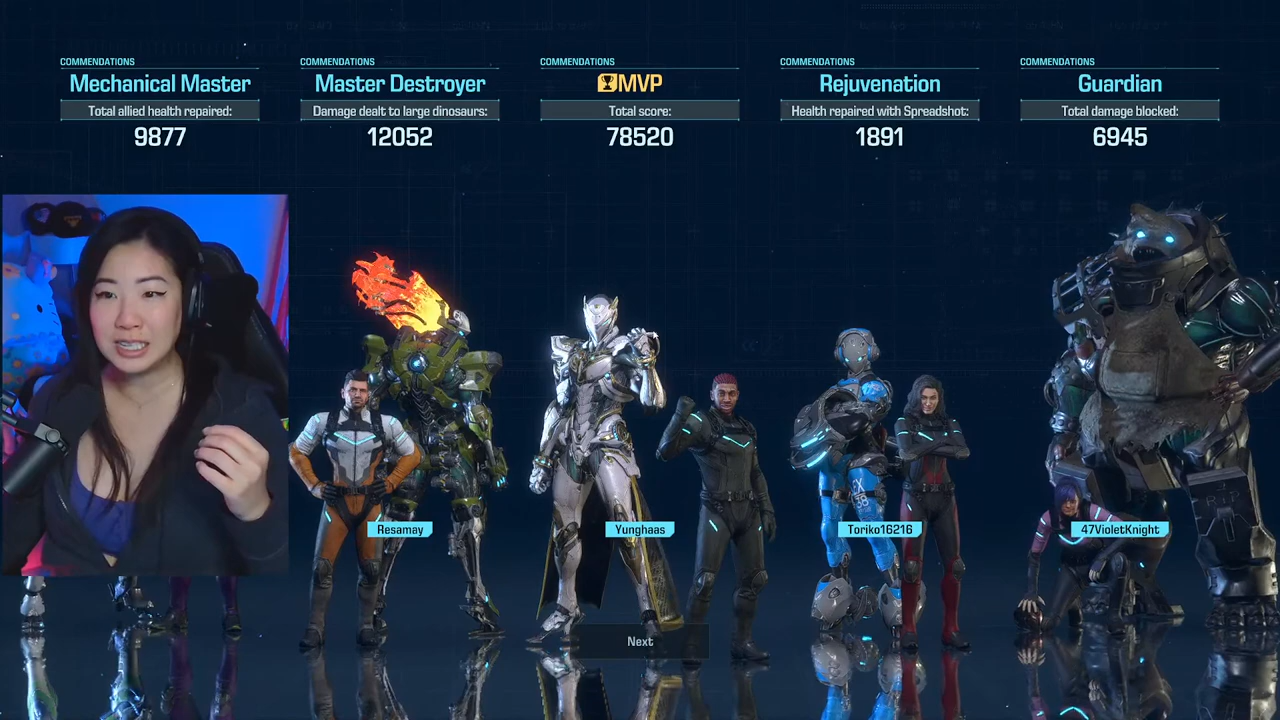 COMMENDATIONS
Mechanical Master
Total allied health repaired:
9877
COMMENDATIONS
Master Destroyer
Damage dealt to large dinosaurs:
12052
COMMENDATIONS
MVP
Total score:
78520
COMMENDATIONS
Rejuvenation
Health repaired with Spreadshot:
1891
COMMENDATIONS
Guardian
Total damage blocked:
6945
Resamay
Yunghaas
Toriko16216
47VioletKnight
Next